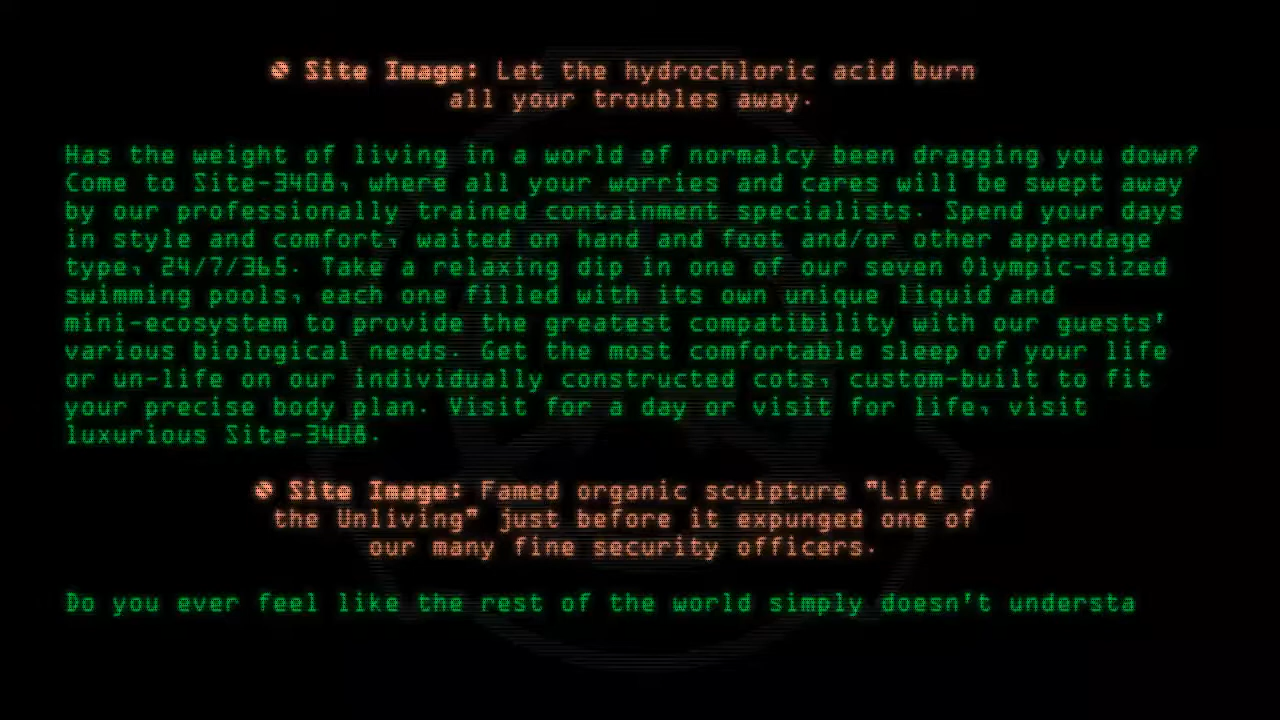 ● Site Image: Let the hydrochloric acid burn
all your troubles away.
Has the weight of living in a world of normalcy been dragging you down?
Come to Site-3408, where all your worries and cares will be swept away
by our professionally trained containment specialists. Spend your days
in style and comfort, waited on hand and foot and/or other appendage
type, 24/7/365. Take a relaxing dip in one of our seven Olympic-sized
swimming pools, each one filled with its own unique liquid and
mini-ecosystem to provide the greatest compatibility with our guests'
various biological needs. Get the most comfortable sleep of your life
or un-life on our individually constructed cots, custom-built to fit
your precise body plan. Visit for a day or visit for life, visit
luxurious Site-3408.
● Site Image: Famed organic sculpture "Life of
the Unliving" just before it expunged one of
our many fine security officers.
Do you ever feel like the rest of the world simply doesn't understa